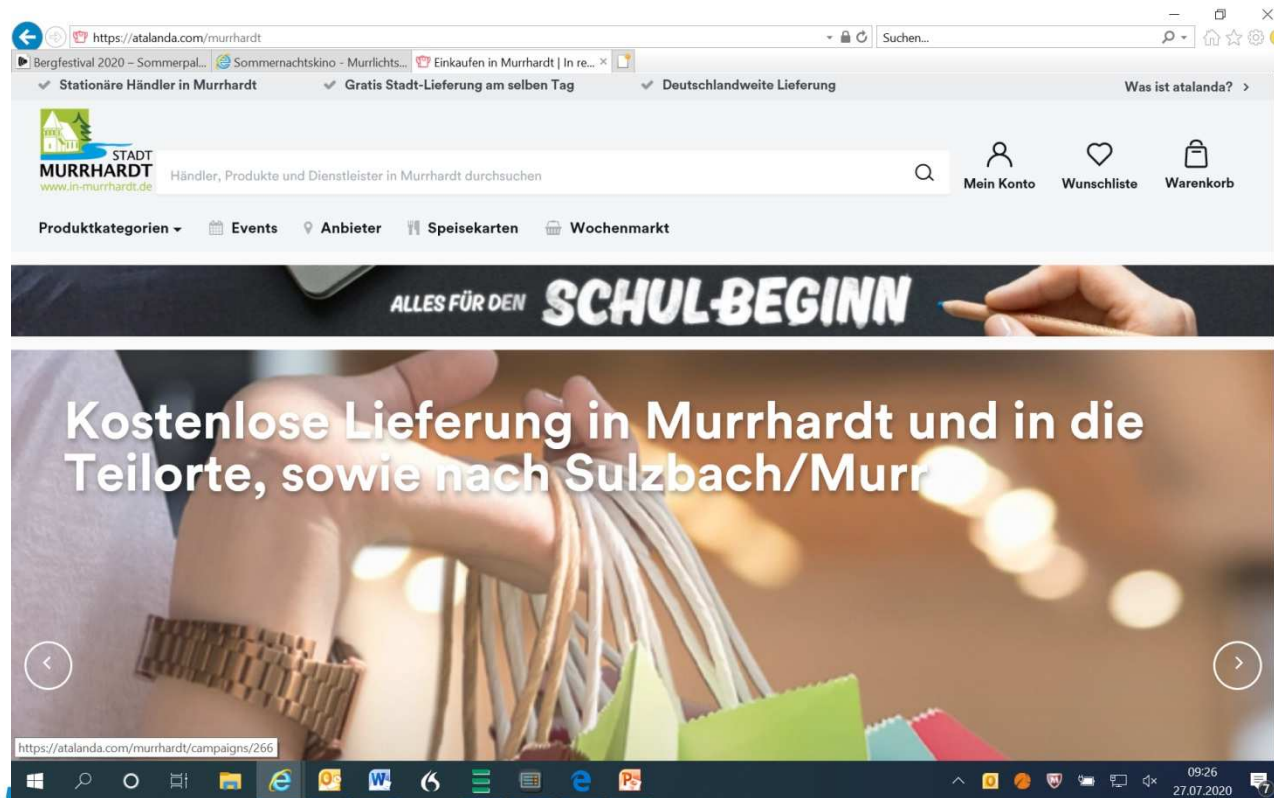 https://atalanda.com/murrhardt
Suchen...
Bergfestival 2020 – Sommerpal...
Sommernachtskino - Murrlichts...
Einkaufen in Murrhardt | In re...
Stationäre Händler in Murrhardt
Gratis Stadt-Lieferung am selben Tag
Deutschlandweite Lieferung
Was ist atalanda?
STADT
MURRHARDT
www.in-murrhardt.de
Händler, Produkte und Dienstleister in Murrhardt durchsuchen
Mein Konto
Wunschliste
Warenkorb
Produktkategorien
Events
Anbieter
Speisekarten
Wochenmarkt
ALLES FÜR DEN SCHUL-BEGINN
Kostenlose Lieferung in Murrhardt und in die
Teilorte, sowie nach Sulzbach/Murr
https://atalanda.com/murrhardt/campaigns/266
09:26
27.07.2020
7